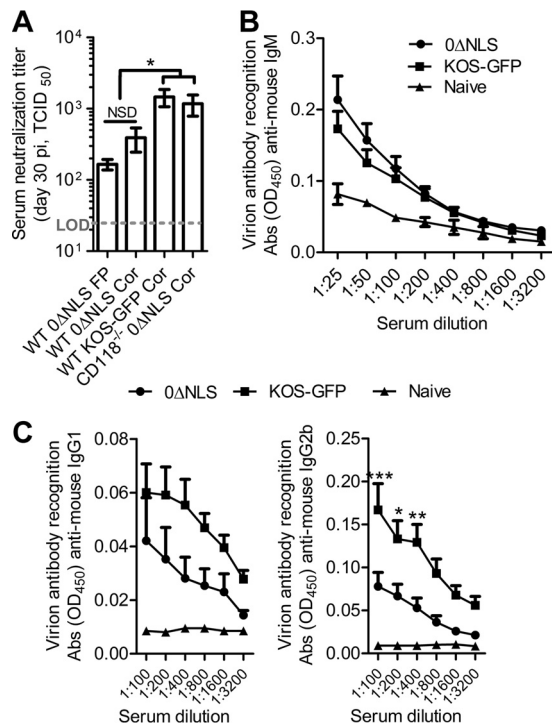 A
Serum neutralization titer
(day 30 pi, TCID 50)
10⁴
10³
10²
10¹
LOD
NSD
*
WT 0ΔNLS FP
WT 0ΔNLS Cor
WT KOS-GFP Cor
CD118⁻/⁻ 0ΔNLS Cor
B
Virion antibody recognition
Abs (OD₄₅₀) anti-mouse IgM
0.3
0.2
0.1
0.0
0ΔNLS
KOS-GFP
Naive
1:25
1:50
1:100
1:200
1:400
1:800
1:1600
1:3200
Serum dilution
0ΔNLS KOS-GFP Naive
C
Virion antibody recognition
Abs (OD₄₅₀) anti-mouse IgG1
0.08
0.06
0.04
0.02
0.00
1:100
1:200
1:400
1:800
1:1600
1:3200
Serum dilution
Virion antibody recognition
Abs (OD₄₅₀) anti-mouse IgG2b
0.25
0.20
0.15
0.10
0.05
0.00
*** * **
1:100
1:200
1:400
1:800
1:1600
1:3200
Serum dilution